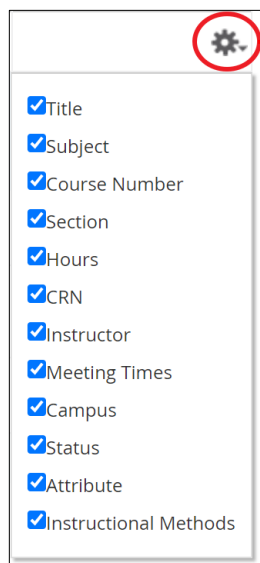 Title
Subject
Course Number
Section
Hours
CRN
Instructor
Meeting Times
Campus
Status
Attribute
Instructional Methods